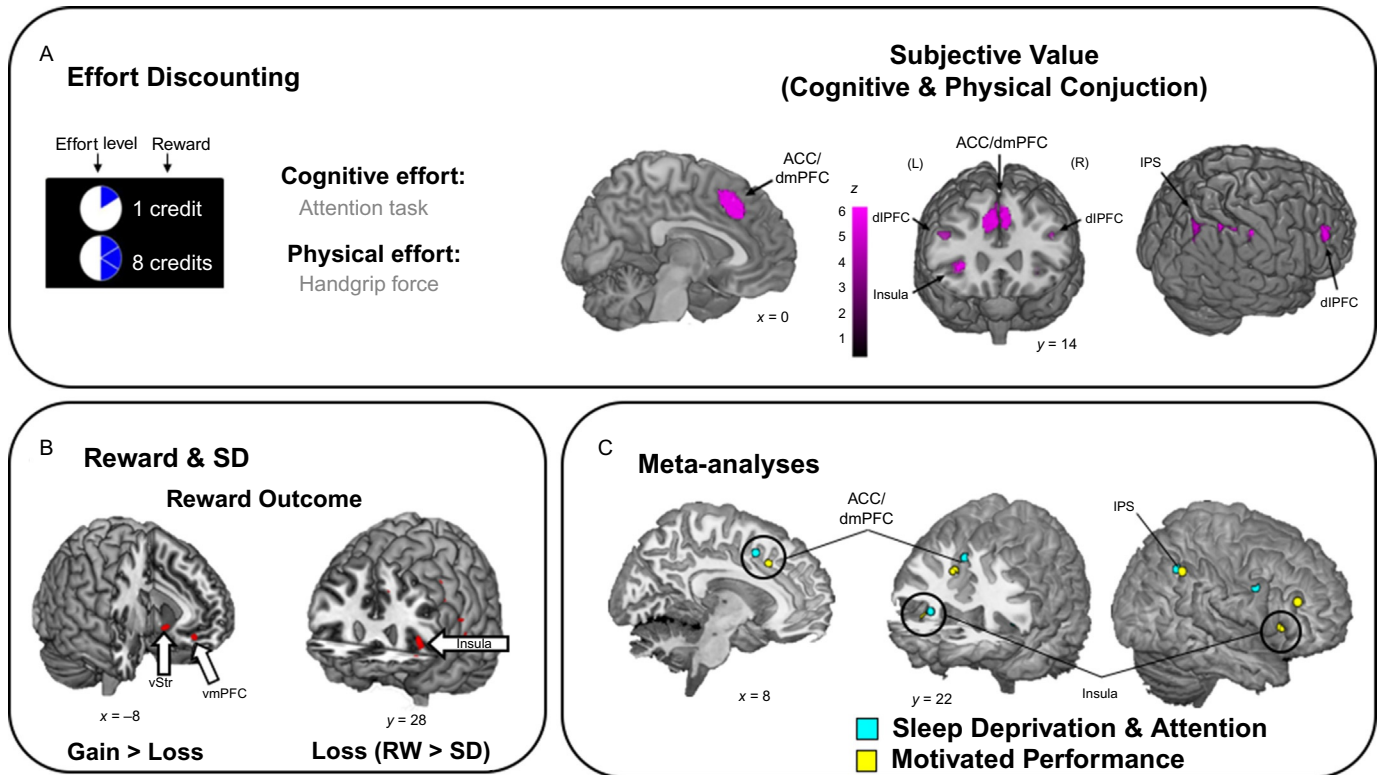 A
Effort Discounting
Effort level
Reward
1 credit
8 credits
Cognitive effort:
Attention task
Physical effort:
Handgrip force
Subjective Value
(Cognitive & Physical Conjuction)
ACC/
dmPFC
x = 0
z
6
5
4
3
2
1
(L)
ACC/dmPFC
(R)
dlPFC
dlPFC
Insula
y = 14
IPS
dlPFC
B
Reward & SD
Reward Outcome
vStr
vmPFC
x = –8
Gain > Loss
Insula
y = 28
Loss (RW > SD)
C
Meta-analyses
ACC/
dmPFC
IPS
x = 8
y = 22
Insula
Sleep Deprivation & Attention
Motivated Performance